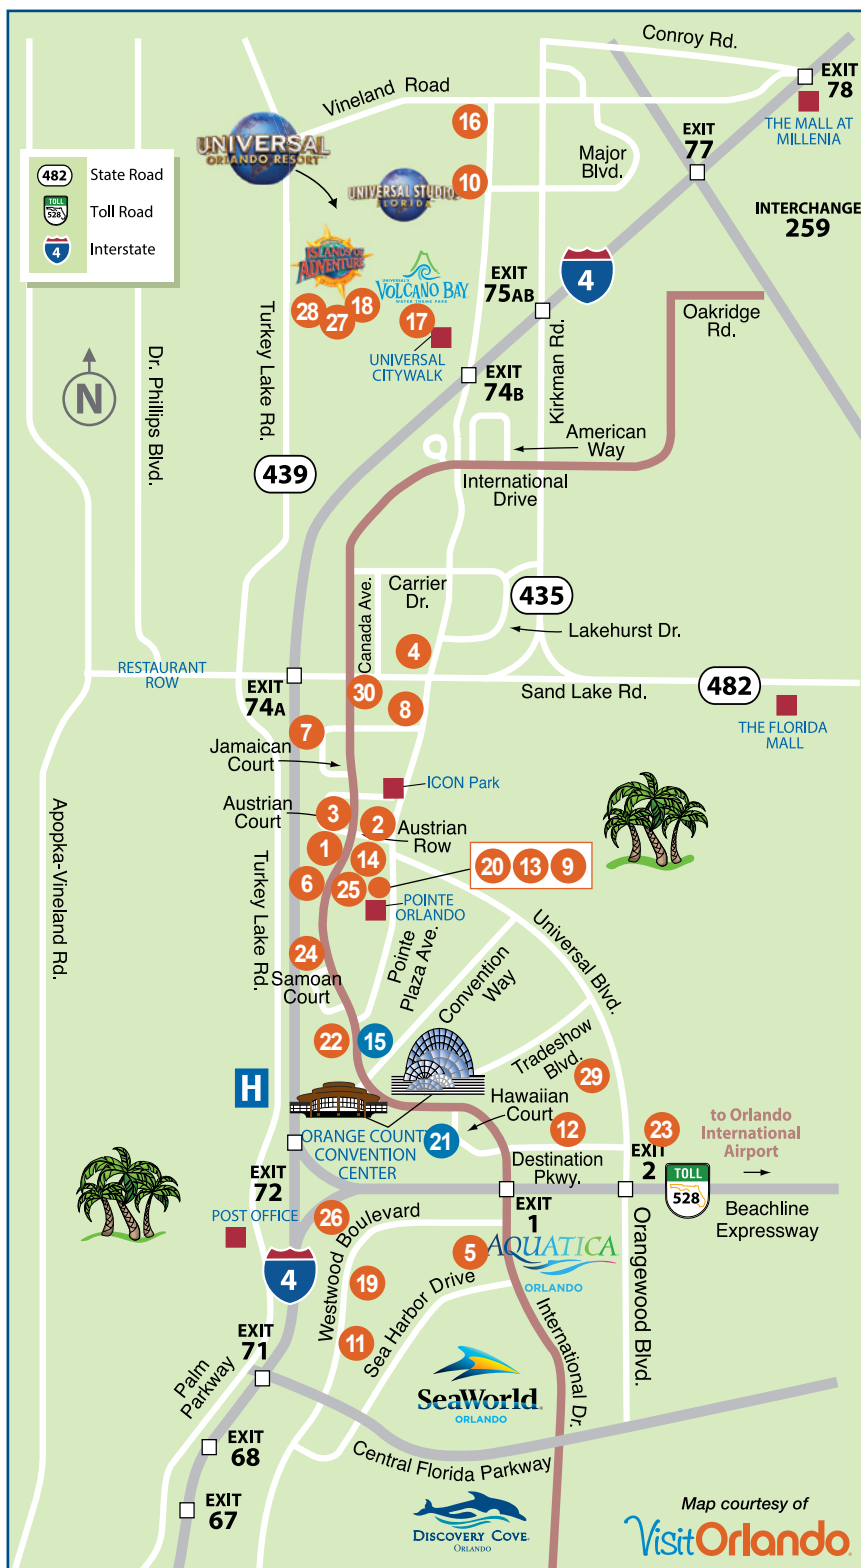 Conroy Rd.
EXIT
78
THE MALL AT
MILLENIA
Vineland Road
16
UNIVERSAL
ORLANDO RESORT
EXIT
77
Major
Blvd.
482 State Road
TOLL
528
Toll Road
4 Interstate
10
UNIVERSAL STUDIOS
FLORIDA
INTERCHANGE
259
ISLANDS OF
ADVENTURE
UNIVERSAL'S
VOLCANO BAY
WATER THEME PARK
EXIT
75AB
4
28
27
18
17
Oakridge
Rd.
UNIVERSAL
CITYWALK
EXIT
74B
Turkey Lake Rd.
Dr. Phillips Blvd.
Kirkman Rd.
N
American
Way
439
International
Drive
Canada Ave.
Carrier
Dr.
435
Lakehurst Dr.
4
RESTAURANT
ROW
EXIT
74A
30
8
Sand Lake Rd.
482
THE FLORIDA
MALL
7
Jamaican
Court
ICON Park
Austrian
Court
3
2
Austrian
Row
1
14
20 13 9
6
25
POINTE
ORLANDO
Apopka-Vineland Rd.
Turkey Lake Rd.
Pointe
Plaza Ave.
Convention
Way
Universal Blvd.
24
Samoan
Court
22
15
Tradeshow
Blvd.
29
H
Hawaiian
Court
ORANGE COUNTY
CONVENTION
CENTER
21
12
23
to Orlando
International
Airport
Destination
Pkwy.
EXIT
2
TOLL
528
Beachline
Expressway
EXIT
72
POST OFFICE
26
EXIT
1
Westwood Boulevard
5
AQUATICA
ORLANDO
4
19
Sea Harbor Drive
11
International Dr.
Orangewood Blvd.
EXIT
71
Palm
Parkway
SeaWorld
ORLANDO
EXIT
68
Central Florida Parkway
EXIT
67
DISCOVERY COVE
ORLANDO
Map courtesy of
VisitOrlando